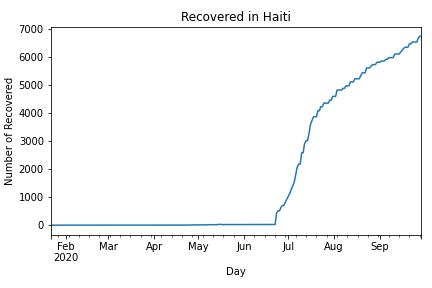 Recovered in Haiti
7000
6000
5000
4000
3000
2000
1000
0
Number of Recovered
Feb Mar Apr May Jun Jul Aug Sep
2020
Day